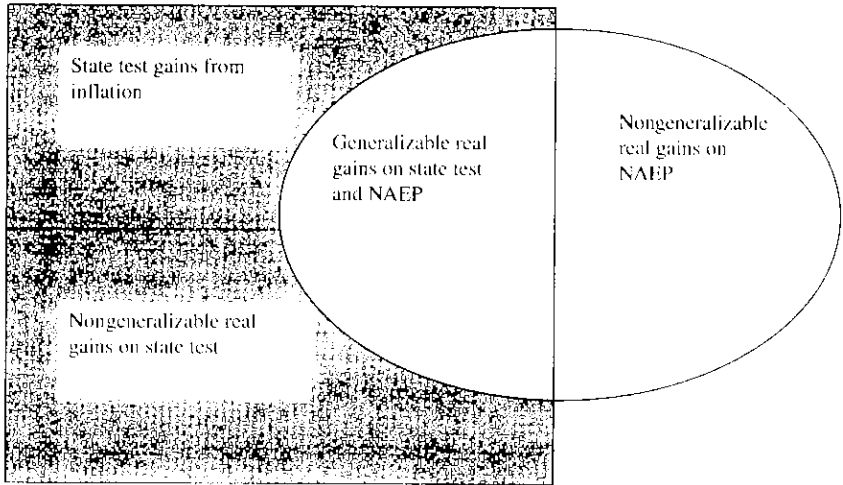 State test gains from
inflation
Generalizable real
gains on state test
and NAEP
Nongeneralizable
real gains on
NAEP
Nongeneralizable real
gains on state test